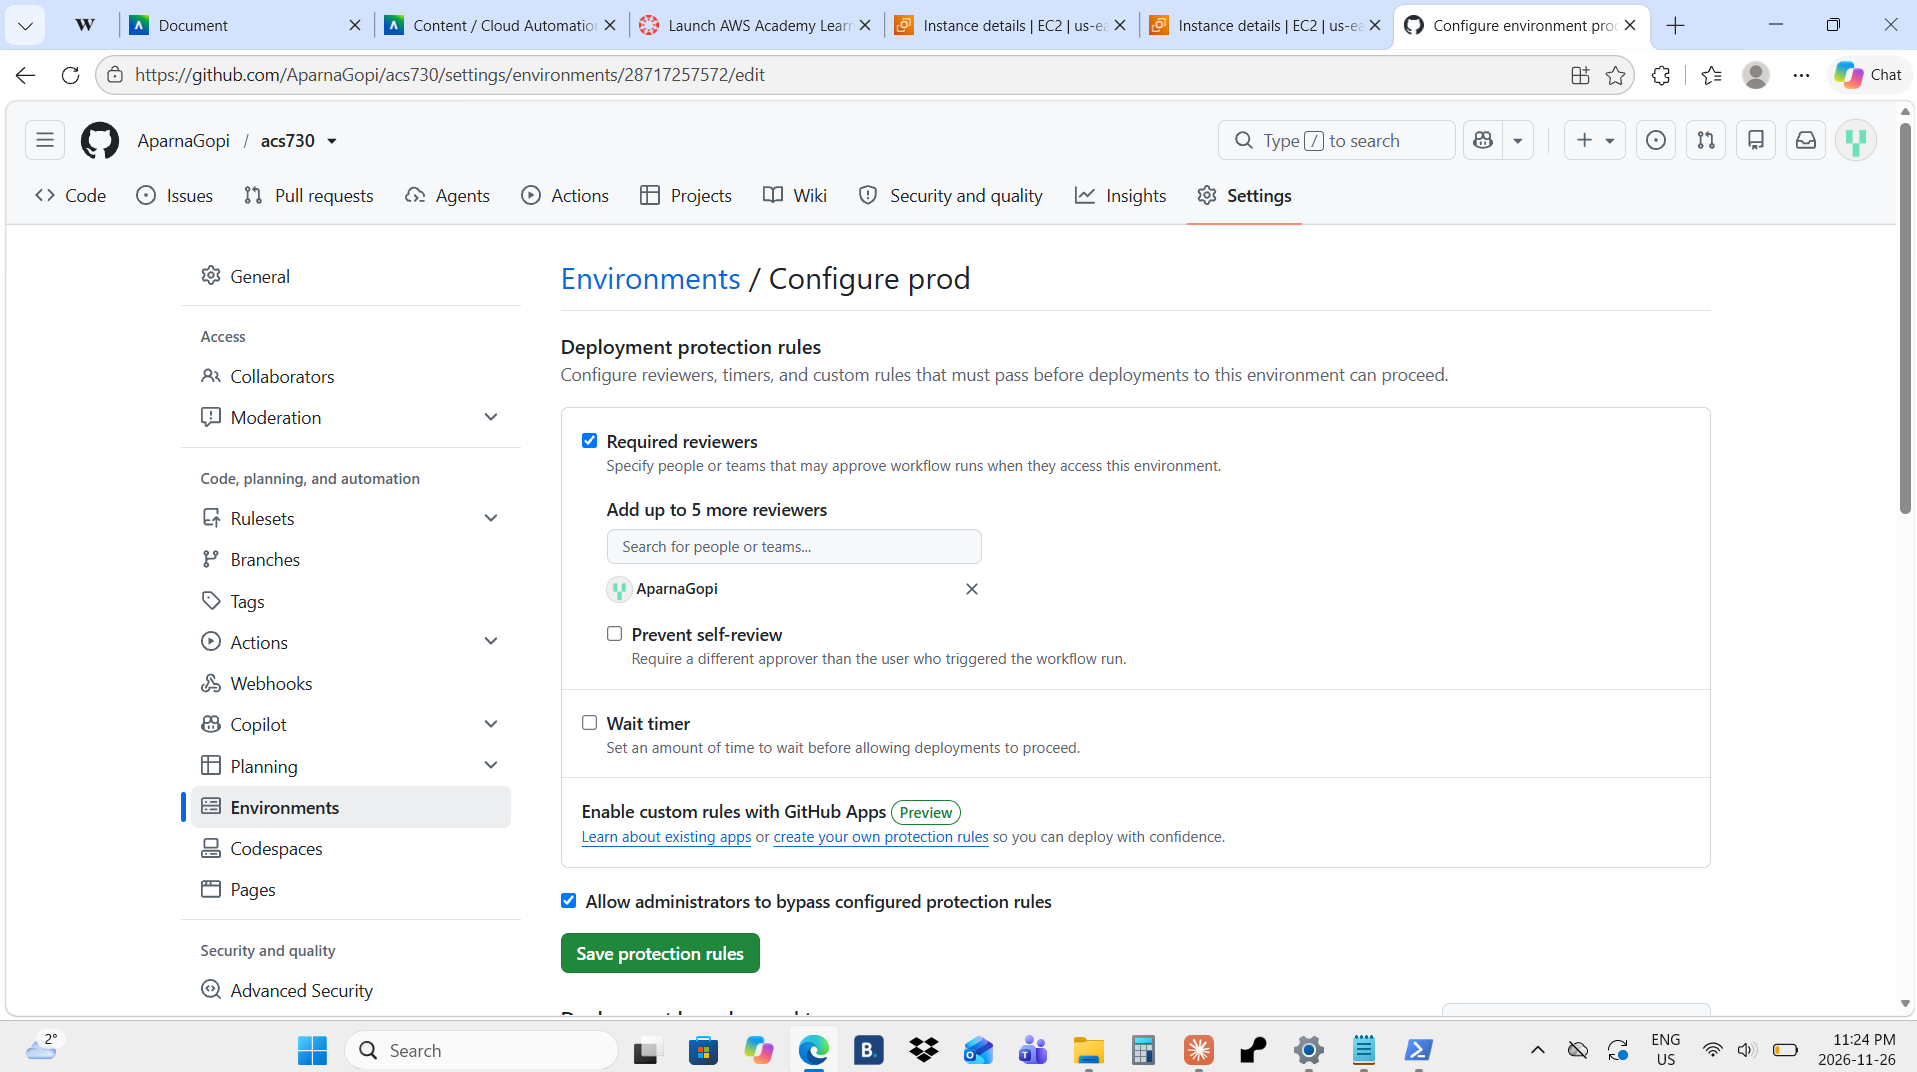 W
Document
Content / Cloud Automation
Launch AWS Academy Learn
Instance details | EC2 | us-ea
Instance details | EC2 | us-ea
Configure environment prod
https://github.com/AparnaGopi/acs730/settings/environments/28717257572/edit
Chat
AparnaGopi / acs730
Type / to search
Code
Issues
Pull requests
Agents
Actions
Projects
Wiki
Security and quality
Insights
Settings
General
Access
Collaborators
Moderation
Code, planning, and automation
Rulesets
Branches
Tags
Actions
Webhooks
Copilot
Planning
Environments
Codespaces
Pages
Security and quality
Advanced Security
Environments / Configure prod
Deployment protection rules
Configure reviewers, timers, and custom rules that must pass before deployments to this environment can proceed.
Required reviewers
Specify people or teams that may approve workflow runs when they access this environment.
Add up to 5 more reviewers
Search for people or teams...
AparnaGopi
Prevent self-review
Require a different approver than the user who triggered the workflow run.
Wait timer
Set an amount of time to wait before allowing deployments to proceed.
Enable custom rules with GitHub Apps Preview
Learn about existing apps or create your own protection rules so you can deploy with confidence.
Allow administrators to bypass configured protection rules
Save protection rules
2°
Search
B.
ENG
US
11:24 PM
2026-11-26